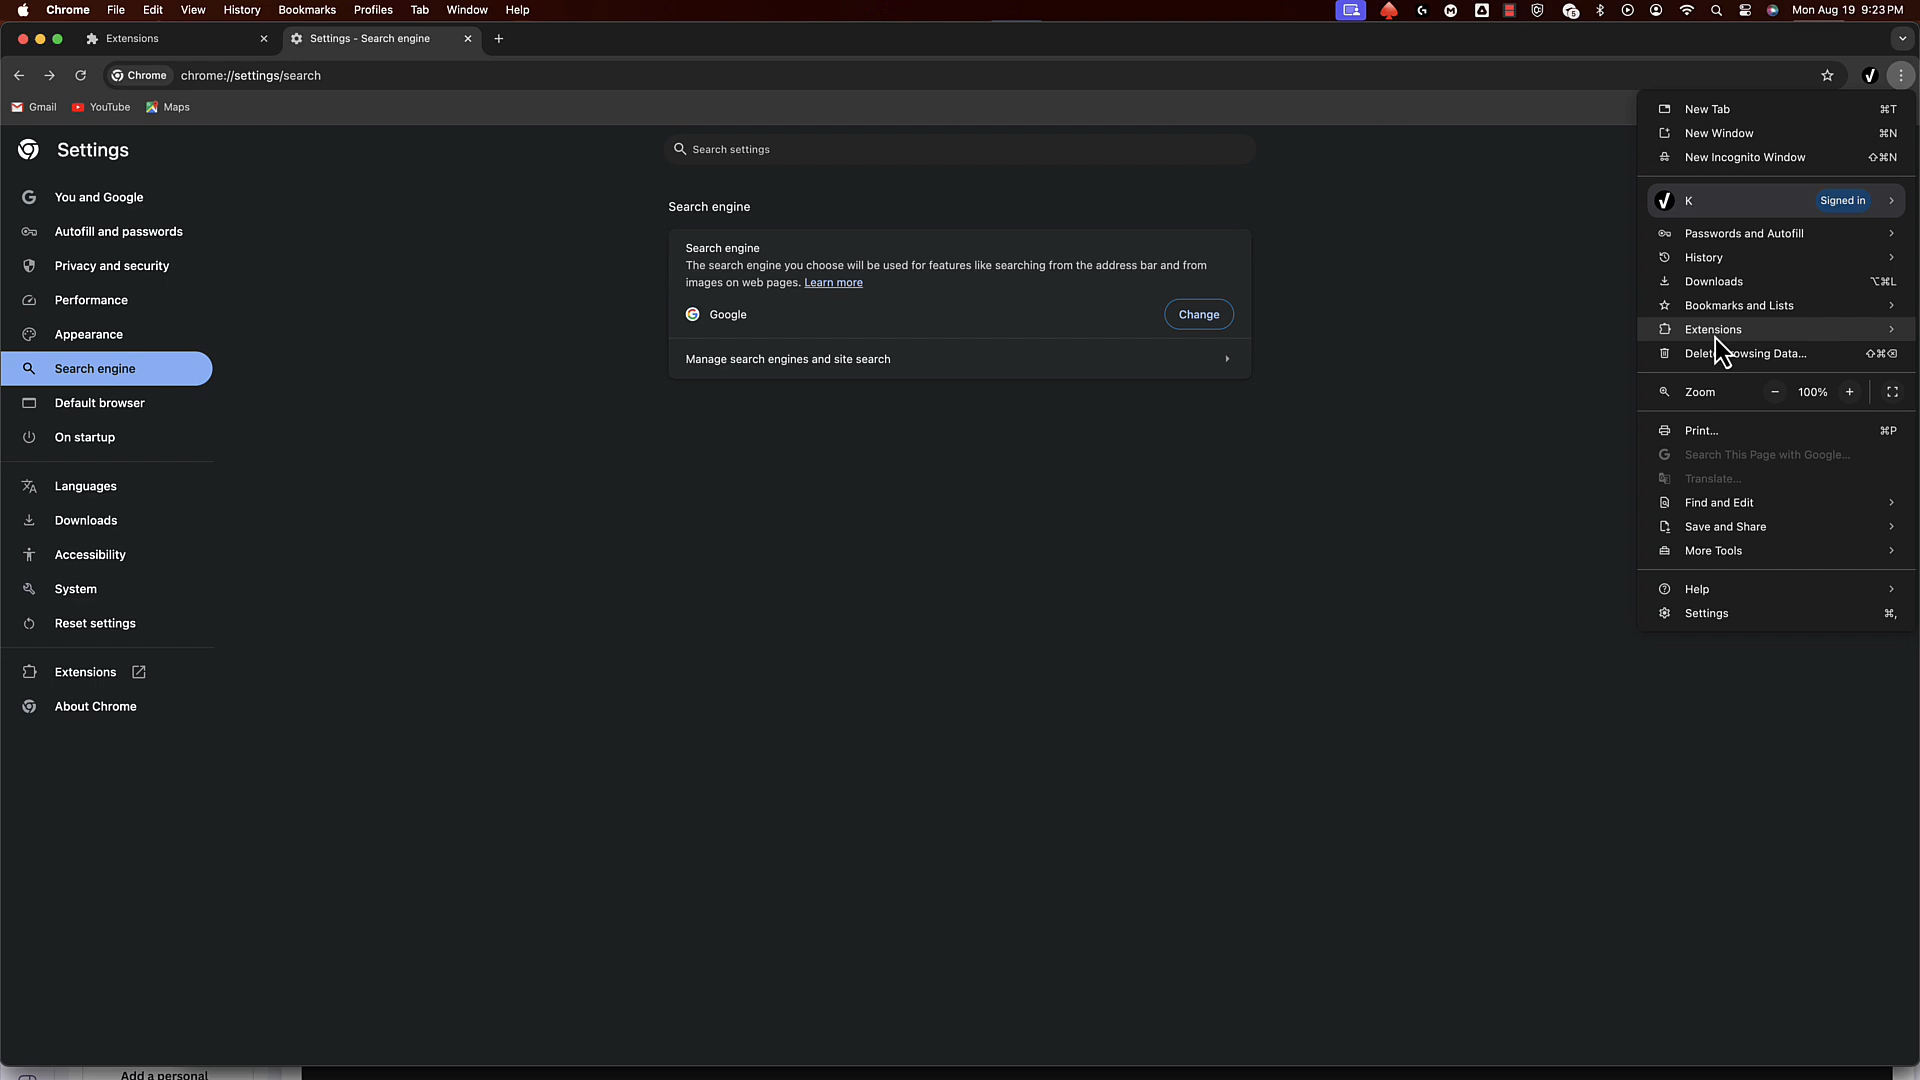 Chrome File Edit View History Bookmarks Profiles Tab Window Help Mon Aug 19 9:23 PM
Extensions Settings - Search engine
Chrome chrome://settings/search
Gmail YouTube Maps
Settings
Search settings
You and Google
Autofill and passwords
Privacy and security
Performance
Appearance
Search engine
Default browser
On startup
Languages
Downloads
Accessibility
System
Reset settings
Extensions
About Chrome
Search engine
Search engine
The search engine you choose will be used for features like searching from the address bar and from
images on web pages. Learn more
Google Change
Manage search engines and site search
New Tab ⌘T
New Window ⌘N
New Incognito Window ⇧⌘N
K Signed in
Passwords and Autofill
History
Downloads ⌥⌘L
Bookmarks and Lists
Extensions
Data... ⇧⌘⌫
Zoom − 100% +
Print... ⌘P
Search This Page with Google...
Translate...
Find and Edit
Save and Share
More Tools
Help
Settings ⌘,
Add a personal